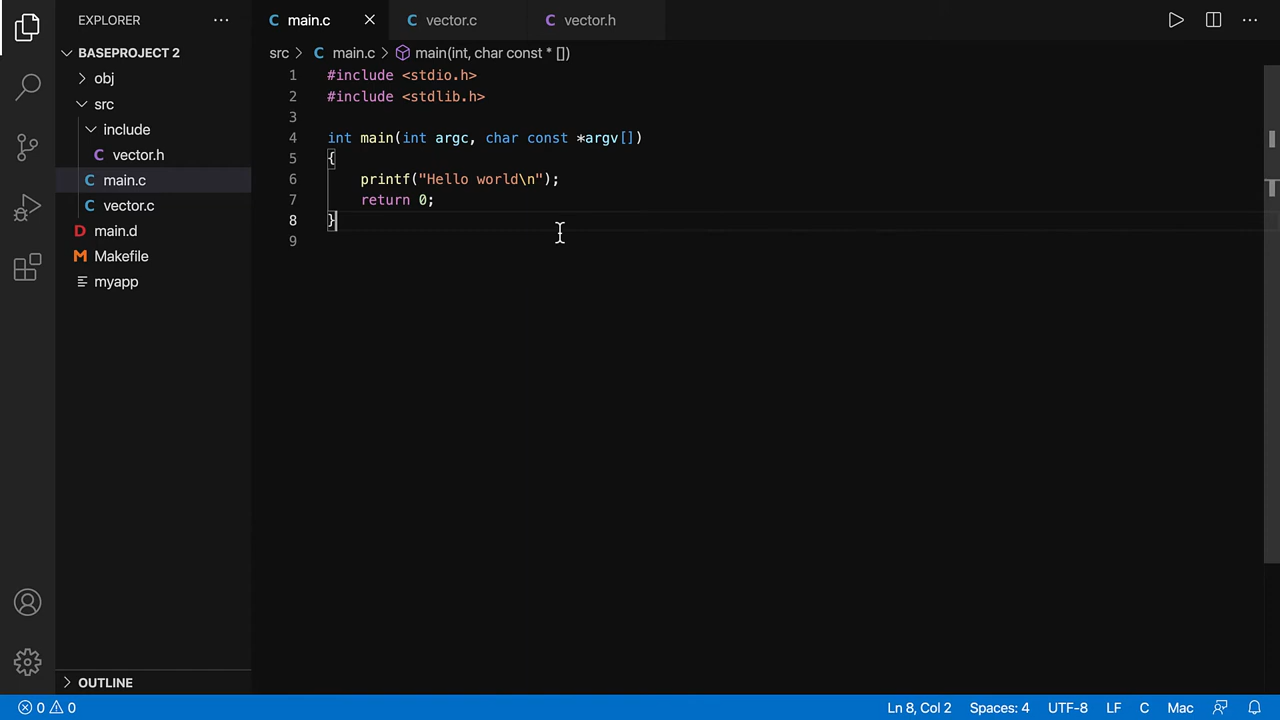 EXPLORER ···
BASEPROJECT 2
obj
src
include
C vector.h
C main.c
C vector.c
D main.d
M Makefile
myapp
OUTLINE
C main.c
C vector.c
C vector.h
src
C main.c
main(int, char const * [])
1 #include <stdio.h>
2 #include <stdlib.h>
3
4 int main(int argc, char const *argv[])
5 {
6 printf("Hello world\n");
7 return 0;
8 }
9
0 0
Ln 8, Col 2 Spaces: 4 UTF-8 LF C Mac